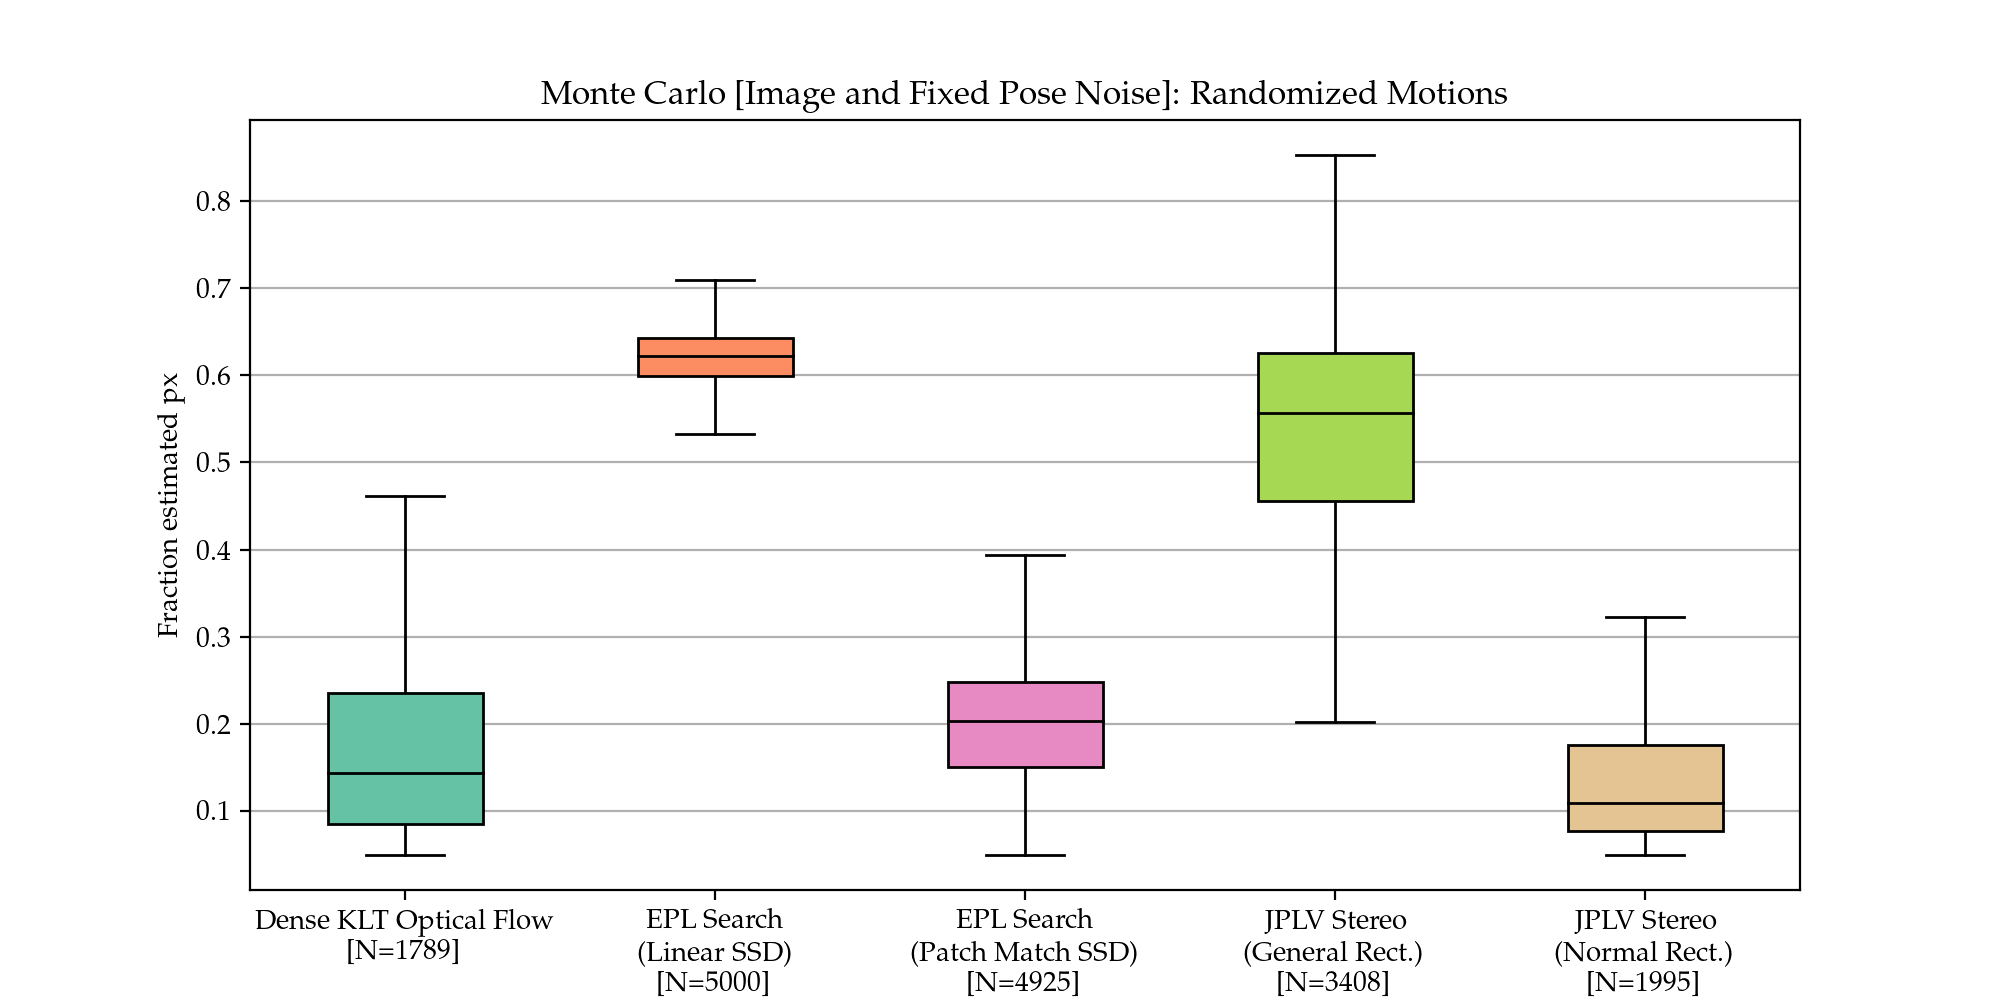 Monte Carlo [Image and Fixed Pose Noise]: Randomized Motions
Fraction estimated px
0.8
0.7
0.6
0.5
0.4
0.3
0.2
0.1
Dense KLT Optical Flow
[N=1789]
EPL Search
(Linear SSD)
[N=5000]
EPL Search
(Patch Match SSD)
[N=4925]
JPLV Stereo
(General Rect.)
[N=3408]
JPLV Stereo
(Normal Rect.)
[N=1995]